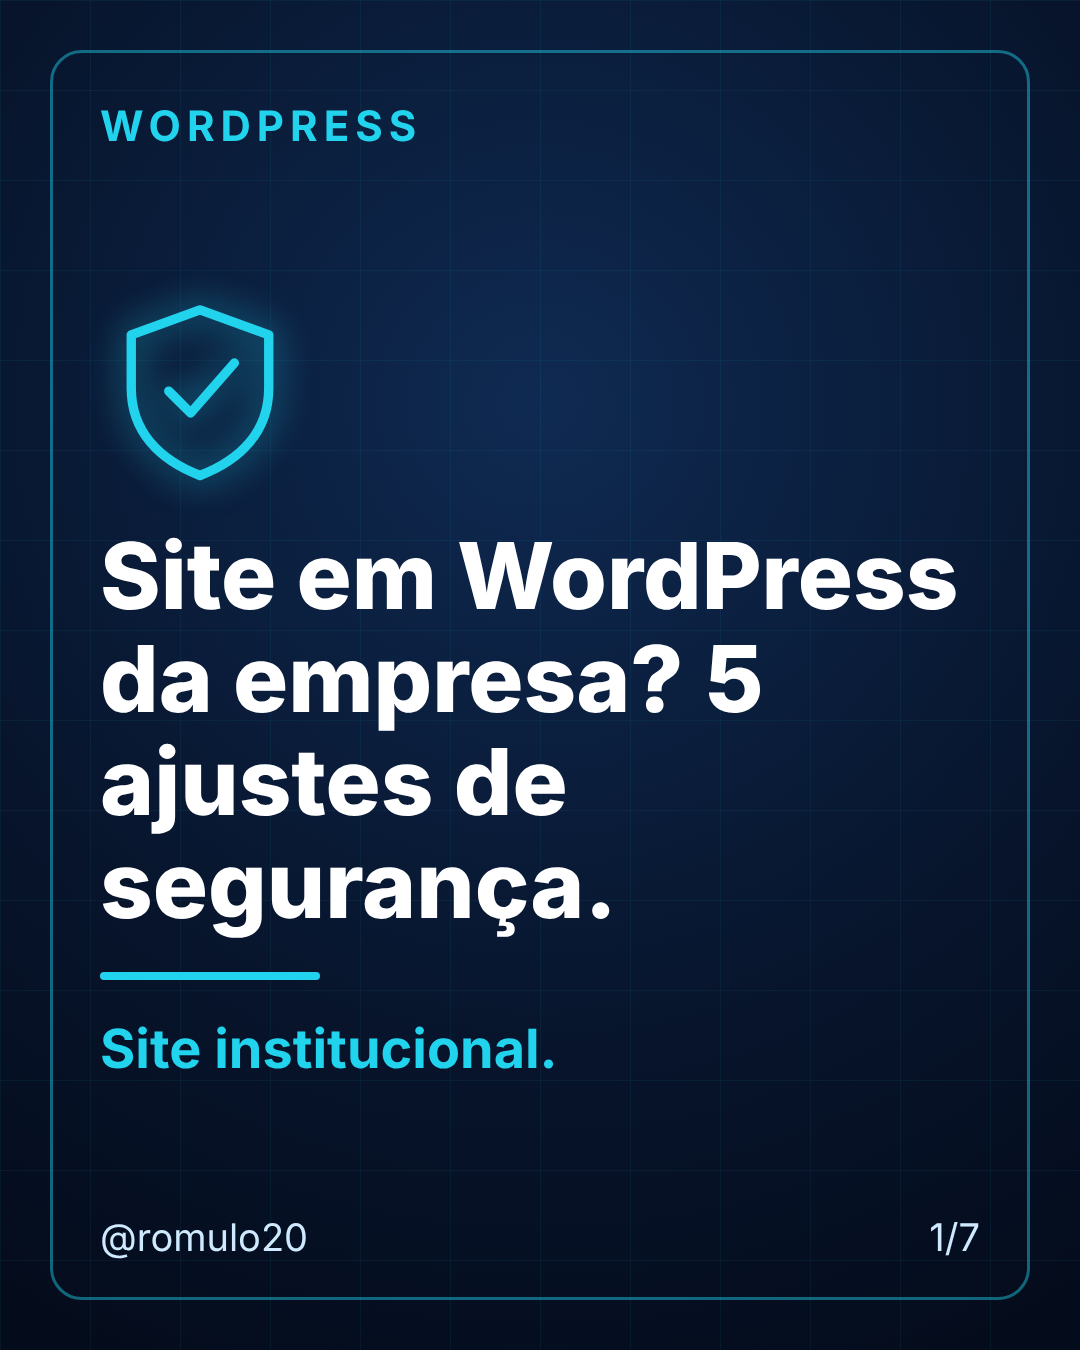 WORDPRESS
Site em WordPress
da empresa? 5
ajustes de
segurança.
Site institucional.
@romulo20
1/7